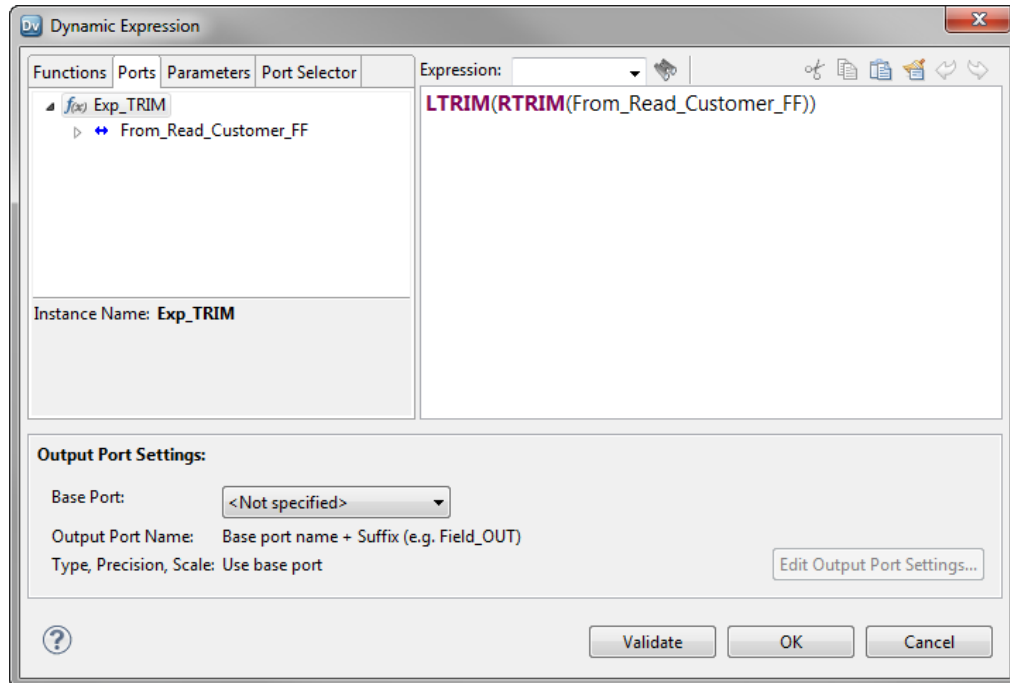 Dv Dynamic Expression
Functions Ports Parameters Port Selector
Expression:
f(x) Exp_TRIM
From_Read_Customer_FF
LTRIM(RTRIM(From_Read_Customer_FF))
Instance Name: Exp_TRIM
Output Port Settings:
Base Port: <Not specified>
Output Port Name: Base port name + Suffix (e.g. Field_OUT)
Type, Precision, Scale: Use base port
Edit Output Port Settings...
? Validate OK Cancel